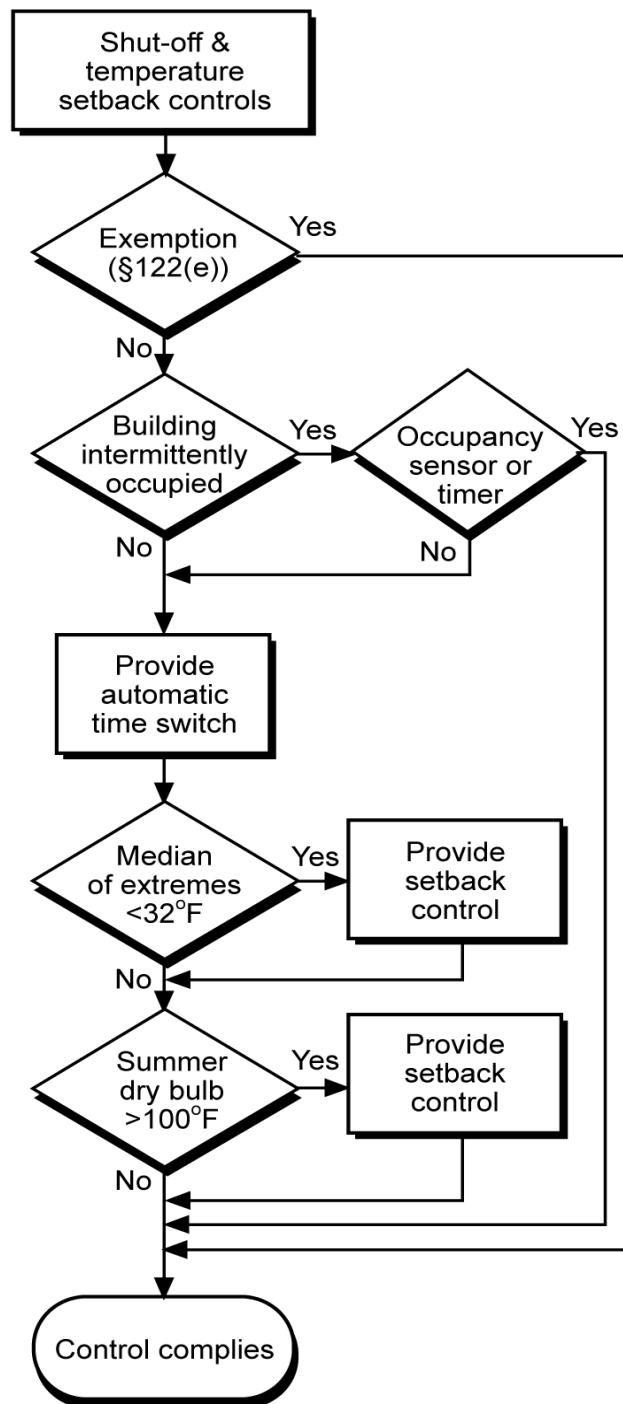 Shut-off &
temperature
setback controls
Exemption
(§122(e))
Yes
No
Building
intermittently
occupied
Yes
Occupancy
sensor or
timer
Yes
No
No
Provide
automatic
time switch
Median
of extremes
<32°F
Yes
Provide
setback
control
No
Summer
dry bulb
>100°F
Yes
Provide
setback
control
No
Control complies